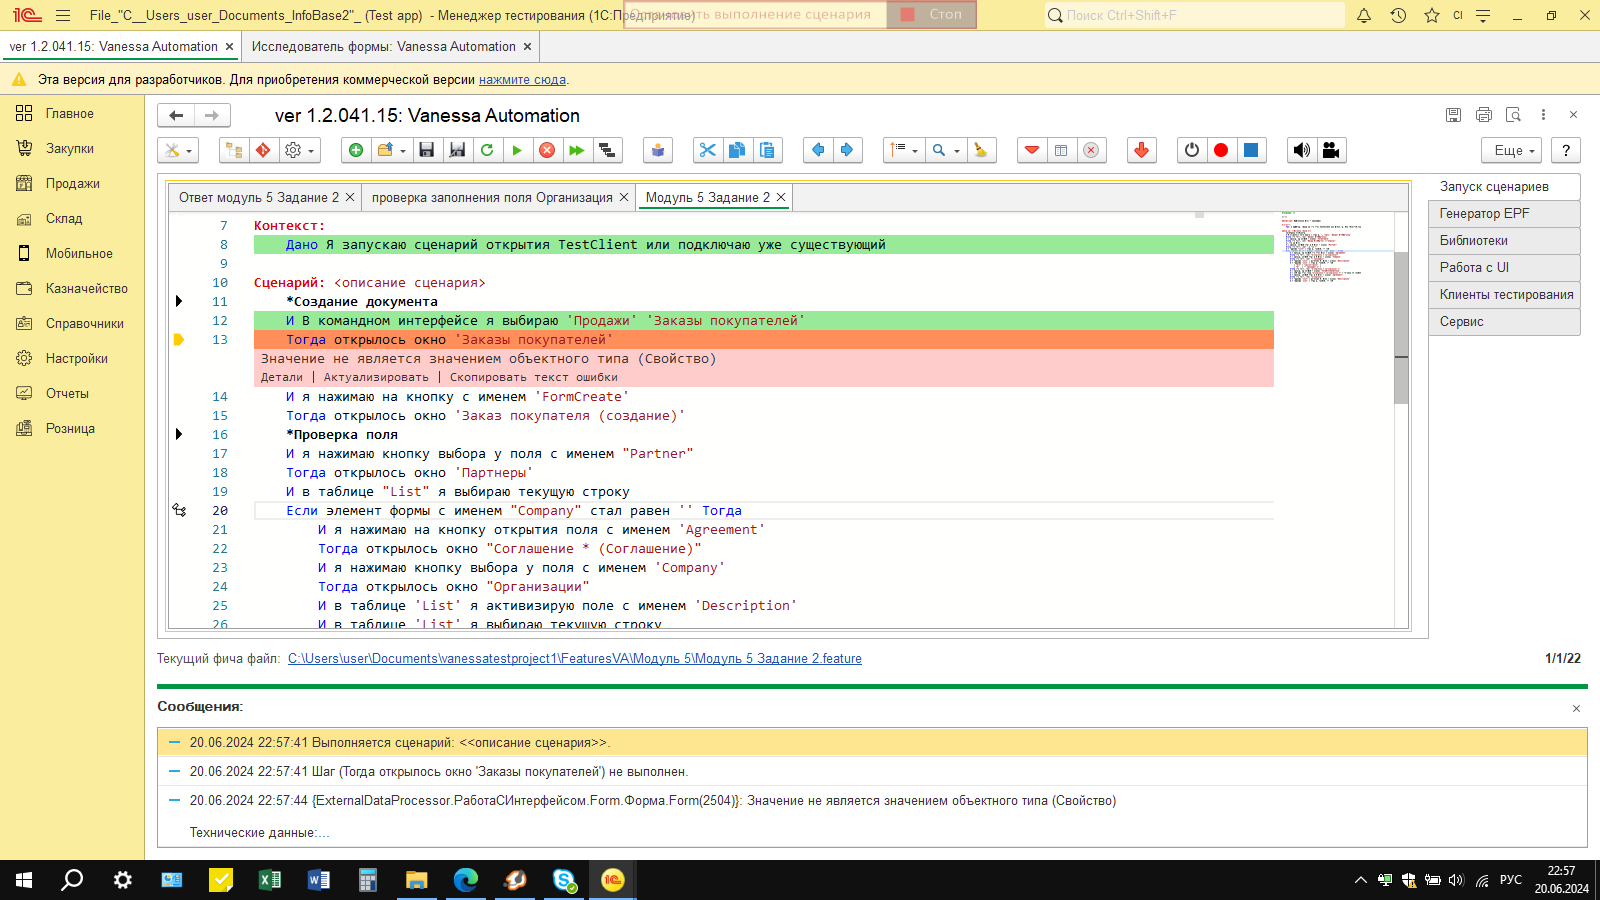 File_"C__Users_user_Documents_InfoBase2"_ (Test app) - Менеджер тестирования (1С:Предприятие)
выполнение сценария
Стоп
Поиск Ctrl+Shift+F
CI
ver 1.2.041.15: Vanessa Automation
Исследователь формы: Vanessa Automation
Эта версия для разработчиков. Для приобретения коммерческой версии нажмите сюда.
Главное
Закупки
Продажи
Склад
Мобильное
Казначейство
Справочники
Настройки
Отчеты
Розница
ver 1.2.041.15: Vanessa Automation
Еще
?
Ответ модуль 5 Задание 2
проверка заполнения поля Организация
Модуль 5 Задание 2
Запуск сценариев
Генератор EPF
Библиотеки
Работа с UI
Клиенты тестирования
Сервис
7 Контекст:
8 Дано Я запускаю сценарий открытия TestClient или подключаю уже существующий
9
10 Сценарий: <описание сценария>
11 *Создание документа
12 И В командном интерфейсе я выбираю 'Продажи' 'Заказы покупателей'
13 Тогда открылось окно 'Заказы покупателей'
Значение не является значением объектного типа (Свойство)
Детали | Актуализировать | Скопировать текст ошибки
14 И я нажимаю на кнопку с именем 'FormCreate'
15 Тогда открылось окно 'Заказ покупателя (создание)'
16 *Проверка поля
17 И я нажимаю кнопку выбора у поля с именем "Partner"
18 Тогда открылось окно 'Партнеры'
19 И в таблице "List" я выбираю текущую строку
20 Если элемент формы с именем "Company" стал равен '' Тогда
21 И я нажимаю на кнопку открытия поля с именем 'Agreement'
22 Тогда открылось окно "Соглашение * (Соглашение)"
23 И я нажимаю кнопку выбора у поля с именем 'Company'
24 Тогда открылось окно "Организации"
25 И в таблице 'List' я активизирую поле с именем 'Description'
26 И в таблице 'List' я выбираю текущую строку
Текущий фича файл: C:\Users\user\Documents\vanessatestproject1\FeaturesVA\Модуль 5\Модуль 5 Задание 2.feature
1/1/22
Сообщения:
20.06.2024 22:57:41 Выполняется сценарий: <<описание сценария>>.
20.06.2024 22:57:41 Шаг (Тогда открылось окно 'Заказы покупателей') не выполнен.
20.06.2024 22:57:44 {ExternalDataProcessor.РаботаСИнтерфейсом.Form.Форма.Form(2504)}: Значение не является значением объектного типа (Свойство)
Технические данные:...
РУС
22:57
20.06.2024